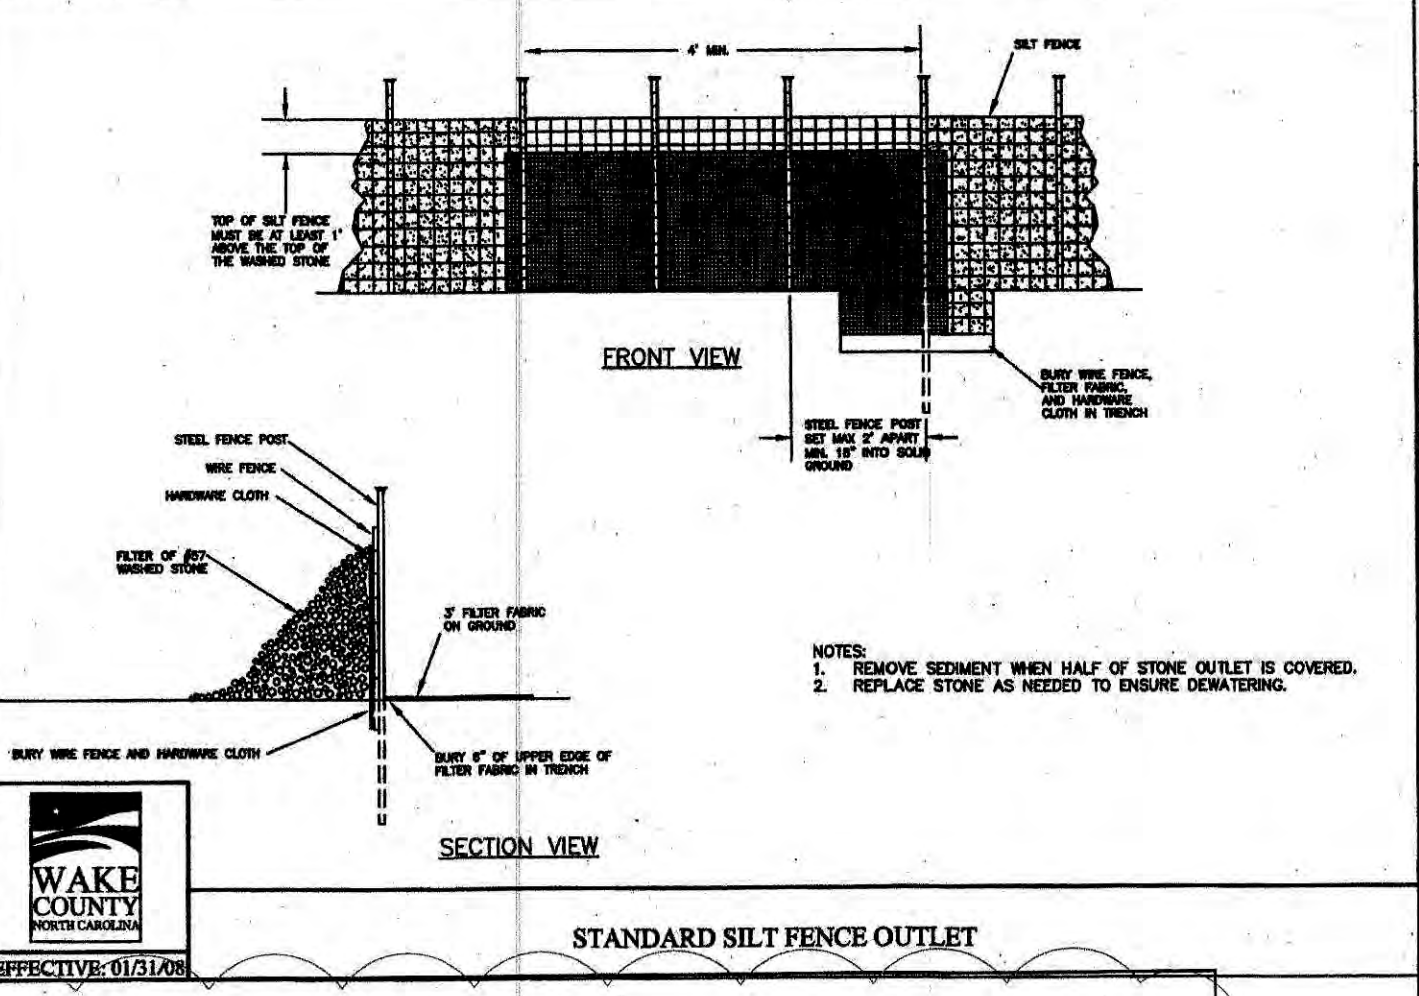 4' MIN.
SILT FENCE
TOP OF SILT FENCE
MUST BE AT LEAST 1'
ABOVE THE TOP OF
THE WASHED STONE
FRONT VIEW
BURY WIRE FENCE,
FILTER FABRIC,
AND HARDWARE
CLOTH IN TRENCH
STEEL FENCE POST
SET MAX 2' APART
MIN. 18" INTO SOLID
GROUND
STEEL FENCE POST
WIRE FENCE
HARDWARE CLOTH
FILTER OF #57
WASHED STONE
3' FILTER FABRIC
ON GROUND
NOTES:
1. REMOVE SEDIMENT WHEN HALF OF STONE OUTLET IS COVERED.
2. REPLACE STONE AS NEEDED TO ENSURE DEWATERING.
BURY WIRE FENCE AND HARDWARE CLOTH
BURY 6" OF UPPER EDGE OF
FILTER FABRIC IN TRENCH
SECTION VIEW
WAKE
COUNTY
NORTH CAROLINA
STANDARD SILT FENCE OUTLET
EFFECTIVE: 01/31/08